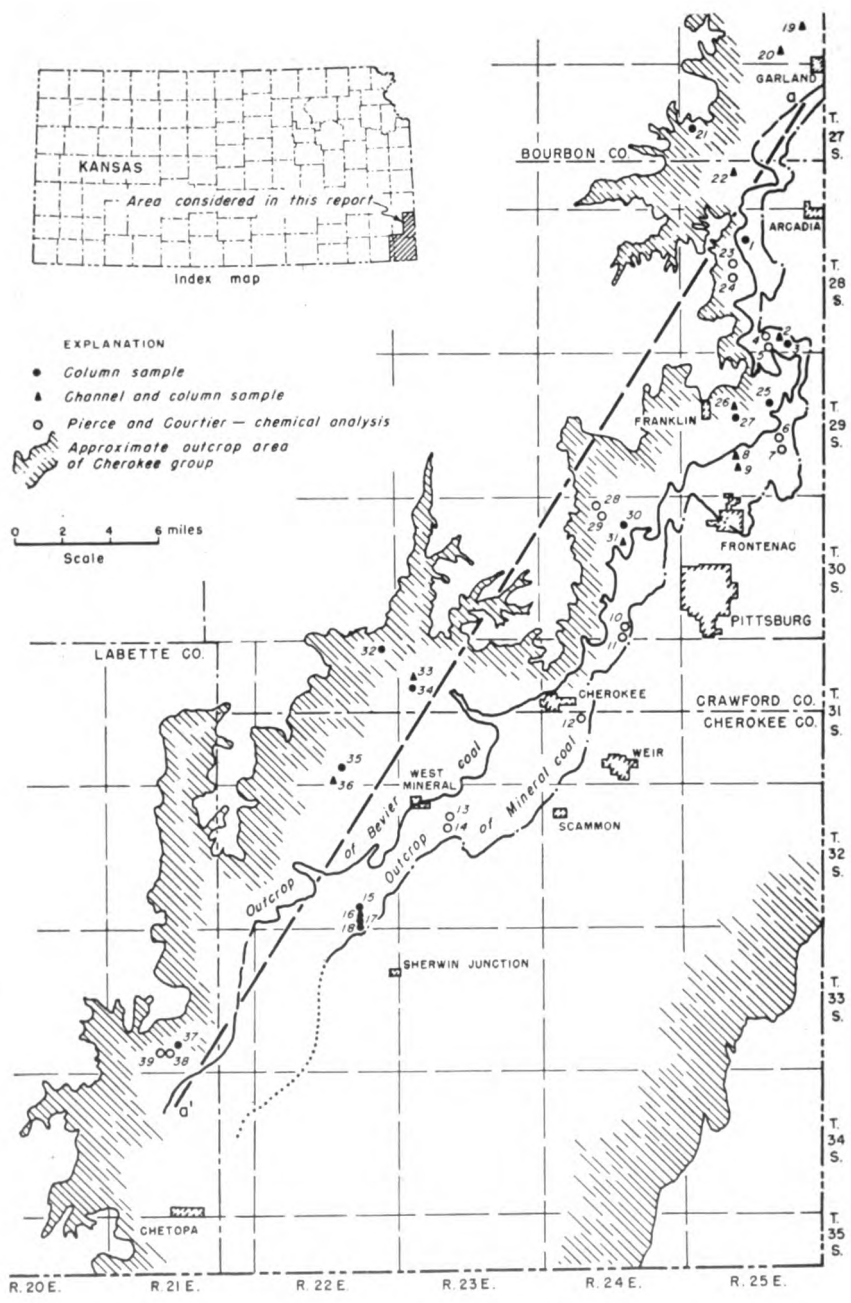 19
20
GARLAND
a
T.
27
S.
21
BOURBON CO.
22
KANSAS
Area considered in this report
Index map
ARCADIA
1
23
24
T.
28
S.
EXPLANATION
Column sample
Channel and column sample
Pierce and Courtier — chemical analysis
Approximate outcrop area
of Cherokee group
0 2 4 6 miles
Scale
4
2
3
5
25
26
27
FRANKLIN
6
7
8
9
T.
29
S.
28
29
30
31
FRONTENAC
T.
30
S.
PITTSBURG
10
11
LABETTE CO.
32
33
34
CHEROKEE
12
CRAWFORD CO.
CHEROKEE CO.
T.
31
S.
35
36
WEST
MINERAL
WEIR
13
14
SCAMMON
Outcrop of Bevier coal
Outcrop of Mineral coal
T.
32
S.
15
16
17
18
SHERWIN JUNCTION
T.
33
S.
37
39
38
a'
T.
34
S.
CHETOPA
T.
35
S.
R. 20 E. R. 21 E. R. 22 E. R. 23 E. R. 24 E. R. 25 E.